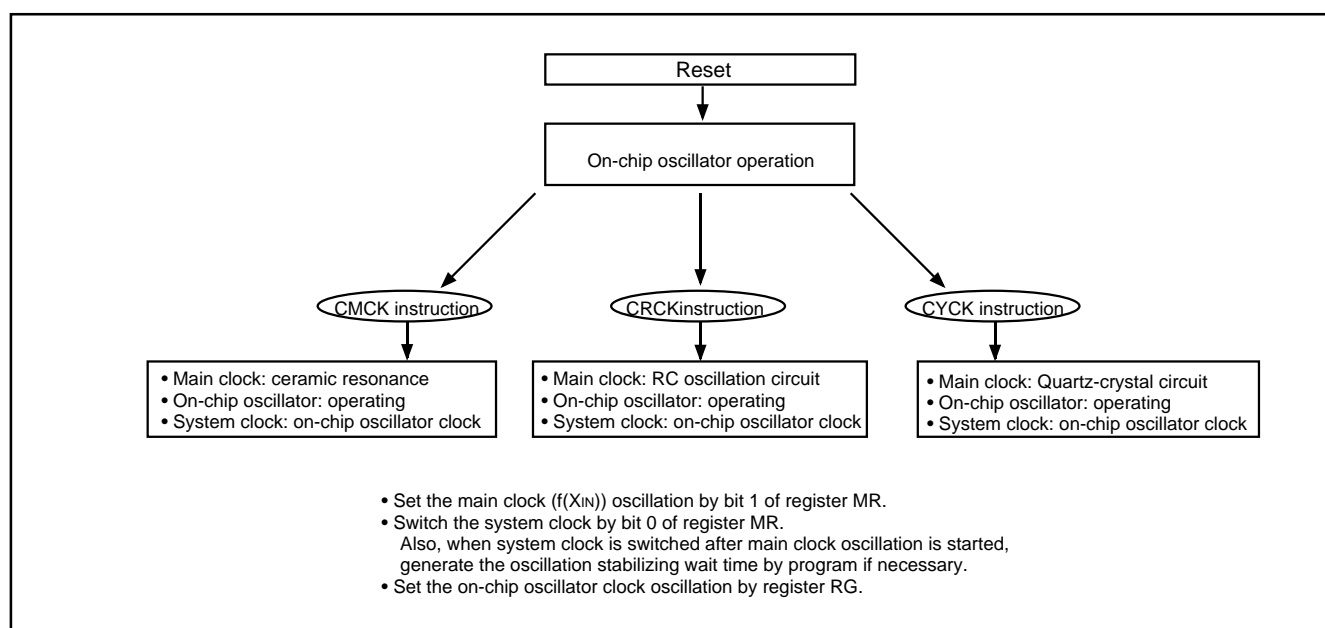 Reset
On-chip oscillator operation
CMCK instruction
CRCKinstruction
CYCK instruction
• Main clock: ceramic resonance
• On-chip oscillator: operating
• System clock: on-chip oscillator clock
• Main clock: RC oscillation circuit
• On-chip oscillator: operating
• System clock: on-chip oscillator clock
• Main clock: Quartz-crystal circuit
• On-chip oscillator: operating
• System clock: on-chip oscillator clock
• Set the main clock (f(XIN)) oscillation by bit 1 of register MR.
• Switch the system clock by bit 0 of register MR.
Also, when system clock is switched after main clock oscillation is started,
generate the oscillation stabilizing wait time by program if necessary.
• Set the on-chip oscillator clock oscillation by register RG.